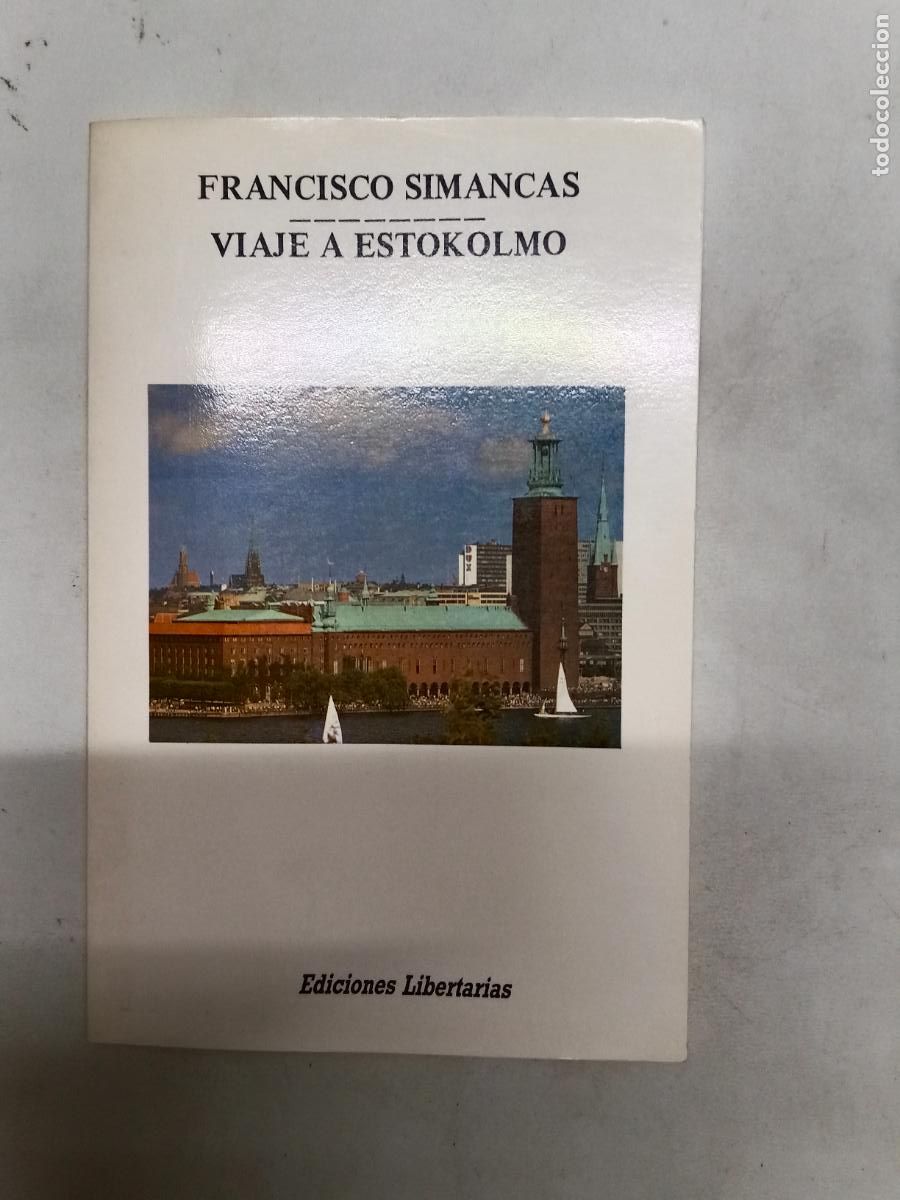 FRANCISCO SIMANCAS
VIAJE A ESTOKOLMO
Ediciones Libertarias
todocoleccion